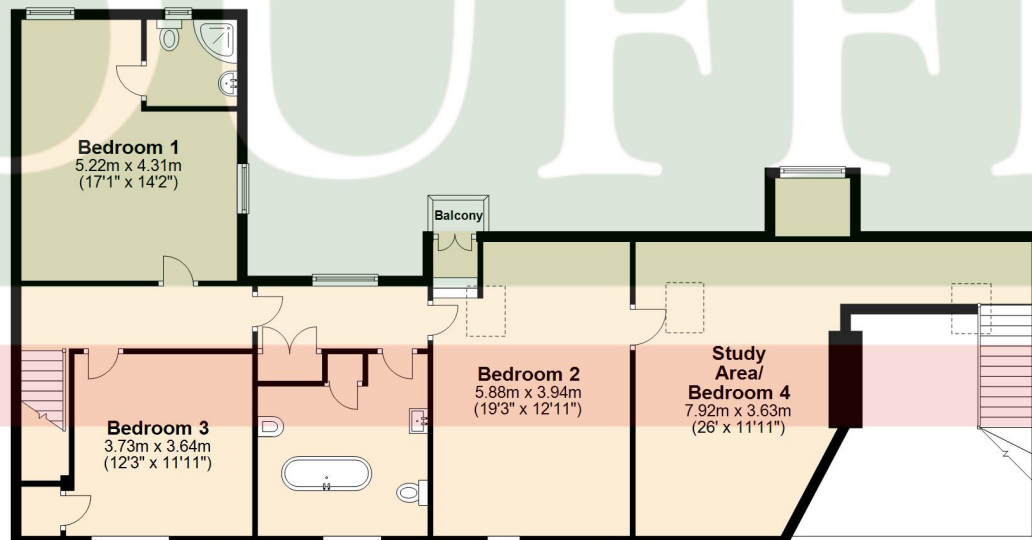 DUFF
Bedroom 1
5.22m x 4.31m
(17'1" x 14'2")
Balcony
Bedroom 2
5.88m x 3.94m
(19'3" x 12'11")
Study
Area/
Bedroom 4
7.92m x 3.63m
(26' x 11'11")
Bedroom 3
3.73m x 3.64m
(12'3" x 11'11")